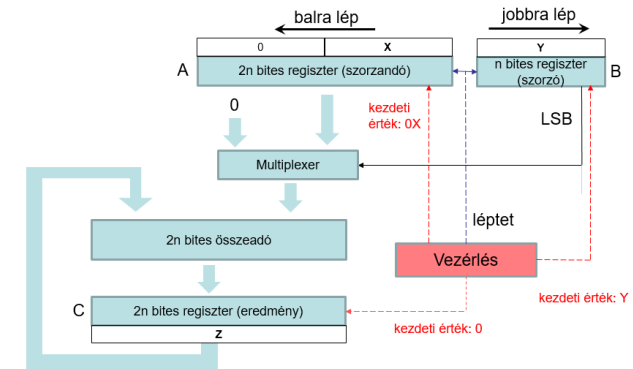 balra lép
jobbra lép
0
X
Y
A
2n bites regiszter (szorzandó)
n bites regiszter
(szorzó)
B
0
kezdeti
érték: 0X
LSB
Multiplexer
léptet
2n bites összeadó
Vezérlés
kezdeti érték: Y
C
2n bites regiszter (eredmény)
kezdeti érték: 0
Z